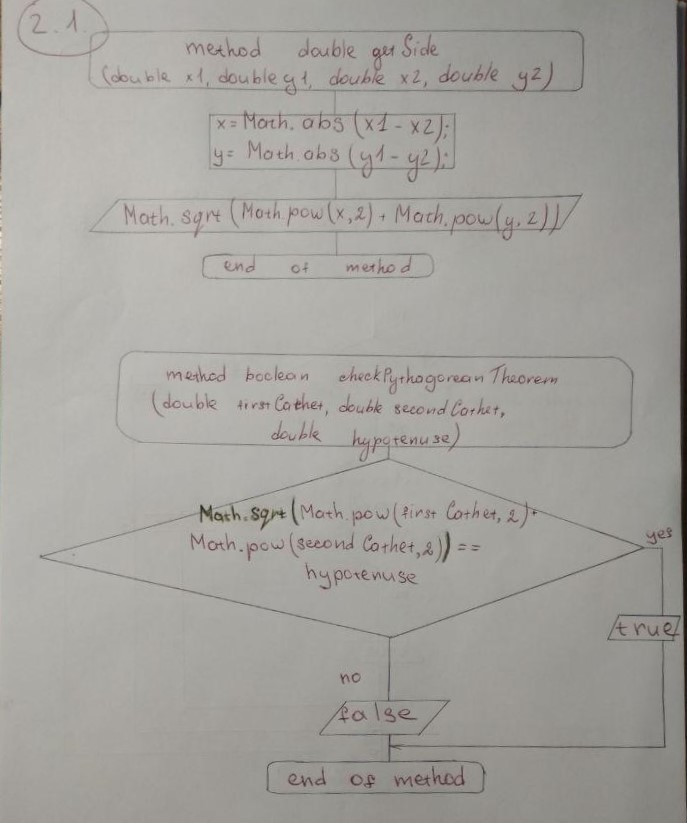 2.1.
method double getSide
(double x1, double y1, double x2, double y2)
x = Math.abs (x1 - x2);
y = Math.abs (y1 - y2);
Math.sqrt (Math.pow(x,2) + Math.pow(y,2))
end of method
method boolean checkPythogoreanTheorem
(double firstCathet, double secondCathet,
double hypotenuse)
Math.sqrt (Math.pow (first Cathet, 2) +
Math.pow (second Cathet, 2)) ==
hypotenuse
yes
true
no
false
end of method